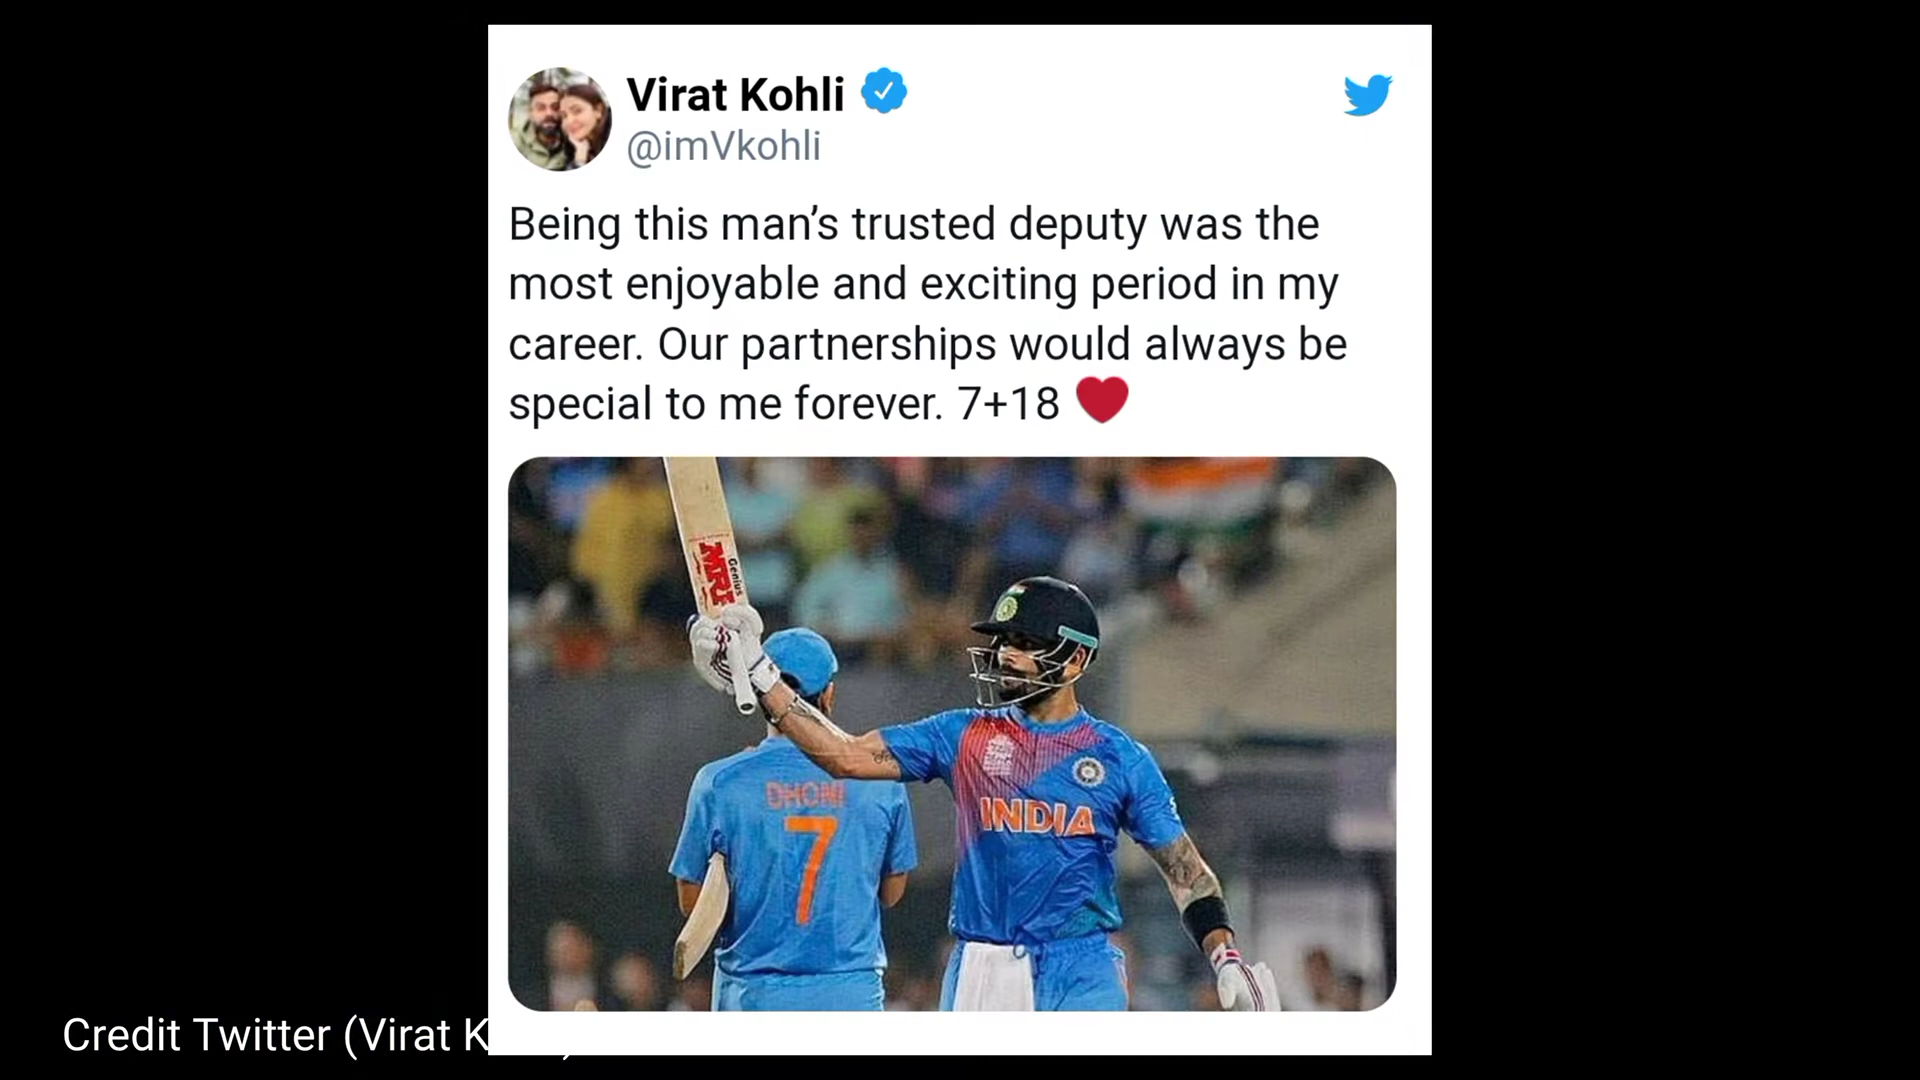 Virat Kohli
@imVkohli
Being this man’s trusted deputy was the
most enjoyable and exciting period in my
career. Our partnerships would always be
special to me forever. 7+18 ❤️
MRF
Genius
DHONI
7
INDIA
Credit Twitter (Virat K